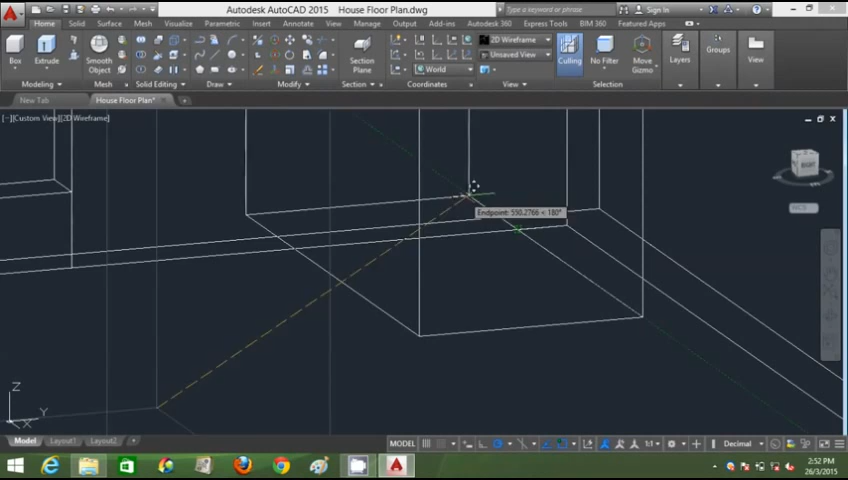 Autodesk AutoCAD 2015 House Floor Plan.dwg
Type a keyword or phrase
Sign In
Home Solid Surface Mesh Visualize Parametric Insert Annotate View Manage Output Add-ins Autodesk 360 Express Tools BIM 360 Featured Apps
Box Extrude Smooth Object Section Plane World 2D Wireframe Unsaved View Culling No Filter Move Gizmo Layers Groups View
Modeling Mesh Solid Editing Draw Modify Section Coordinates View Selection
New Tab House Floor Plan*
[−][Custom View][2D Wireframe]
RIGHT
WCS
Endpoint: 590.2766 < 180°
Z
Y
X
Model Layout1 Layout2 +
MODEL 1:1 Decimal
2:52 PM
26/3/2015